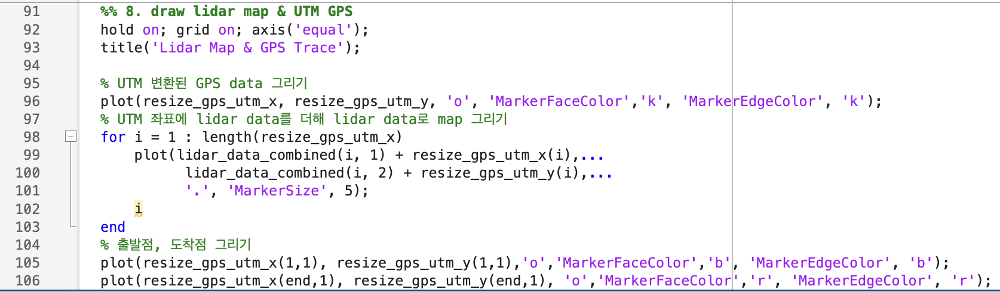 91 %% 8. draw lidar map & UTM GPS
92 hold on; grid on; axis('equal');
93 title('Lidar Map & GPS Trace');
94
95 % UTM 변환된 GPS data 그리기
96 plot(resize_gps_utm_x, resize_gps_utm_y, 'o', 'MarkerFaceColor','k', 'MarkerEdgeColor', 'k');
97 % UTM 좌표에 lidar data를 더해 lidar data로 map 그리기
98 for i = 1 : length(resize_gps_utm_x)
99 plot(lidar_data_combined(i, 1) + resize_gps_utm_x(i),...
100 lidar_data_combined(i, 2) + resize_gps_utm_y(i),...
101 '.', 'MarkerSize', 5);
102 i
103 end
104 % 출발점, 도착점 그리기
105 plot(resize_gps_utm_x(1,1), resize_gps_utm_y(1,1),'o','MarkerFaceColor','b', 'MarkerEdgeColor', 'b');
106 plot(resize_gps_utm_x(end,1), resize_gps_utm_y(end,1), 'o','MarkerFaceColor','r', 'MarkerEdgeColor', 'r');